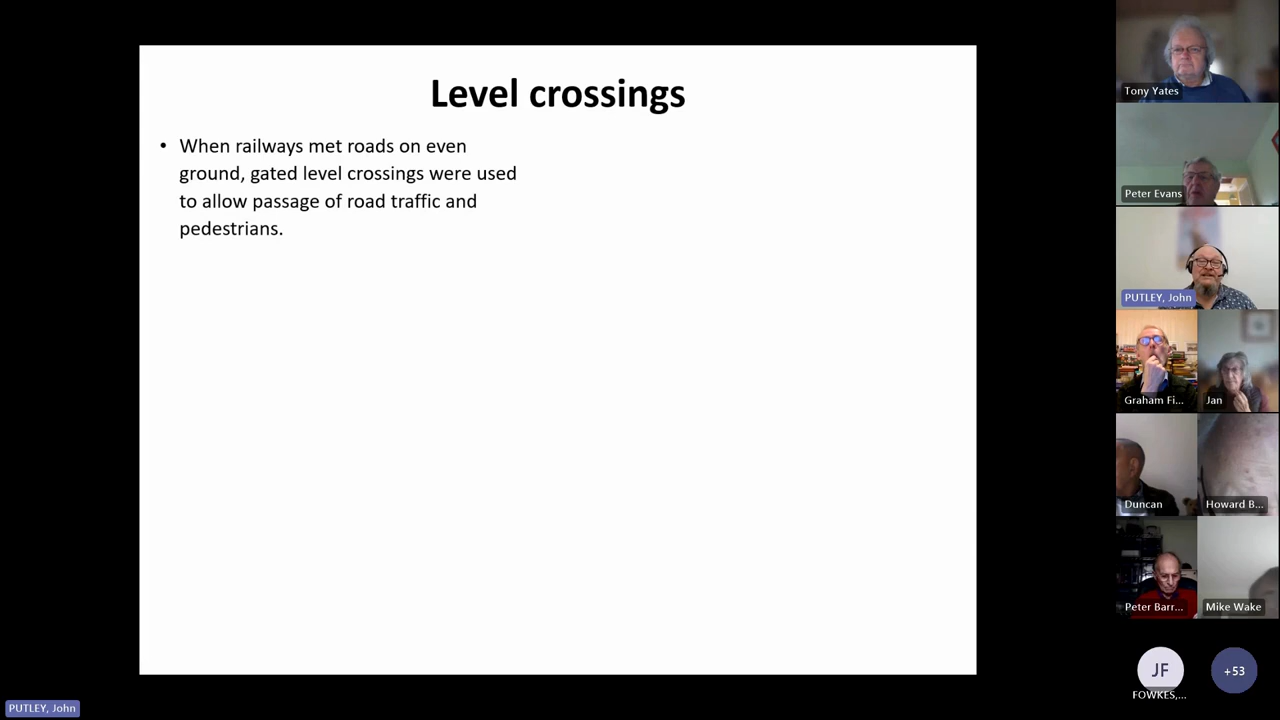 Level crossings
• When railways met roads on even
ground, gated level crossings were used
to allow passage of road traffic and
pedestrians.
Tony Yates
Peter Evans
PUTLEY, John
Graham Fi...
Jan
Duncan
Howard B...
Peter Barr...
Mike Wake
JF
+53
FOWKES,...
PUTLEY, John